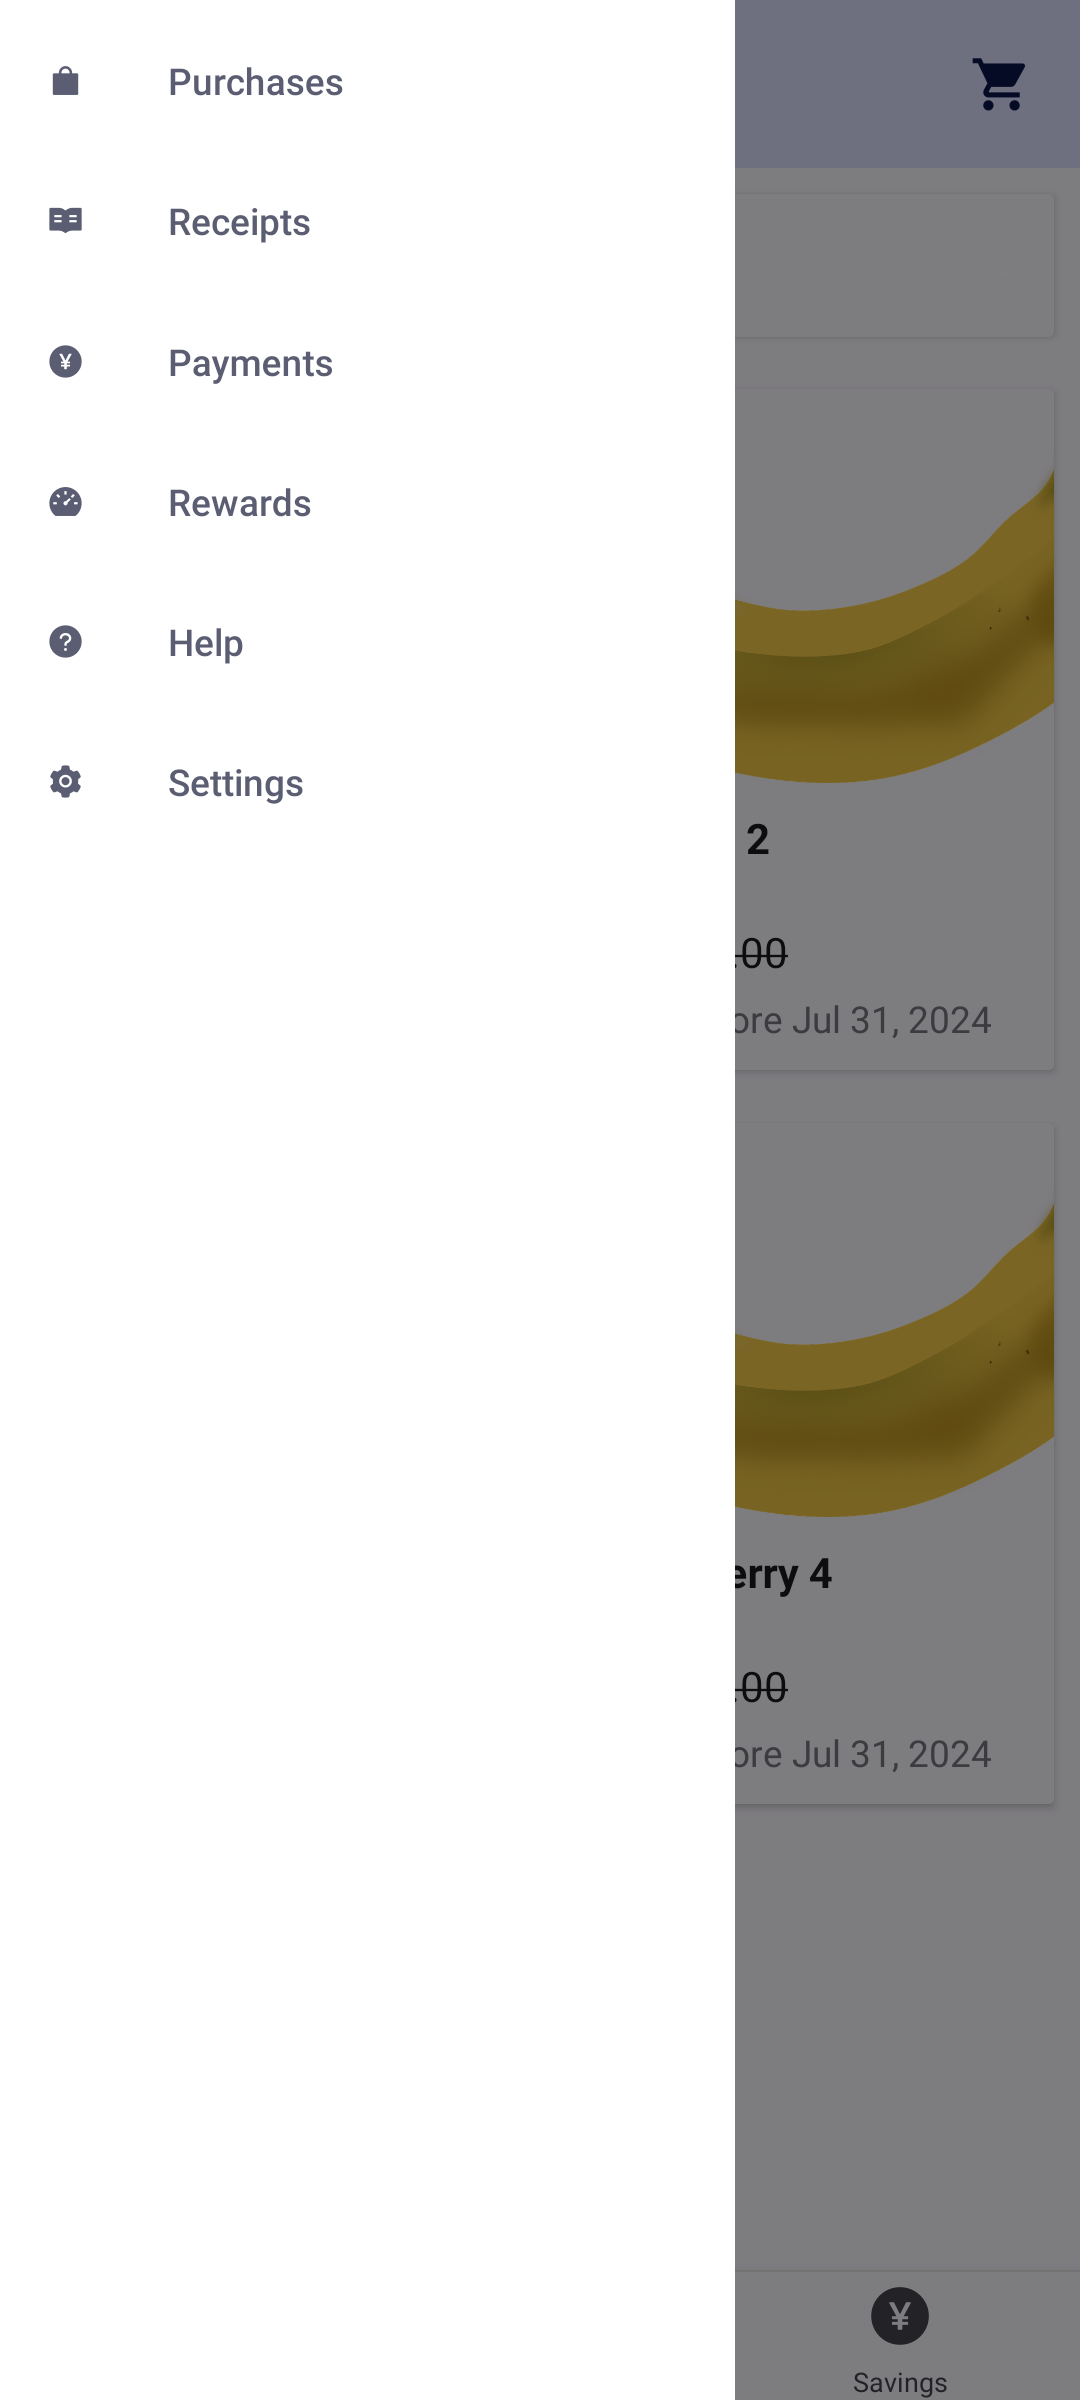 Purchases
Receipts
Payments
Rewards
Help
Settings
2
.00
ore Jul 31, 2024
erry 4
.00
ore Jul 31, 2024
¥
Savings